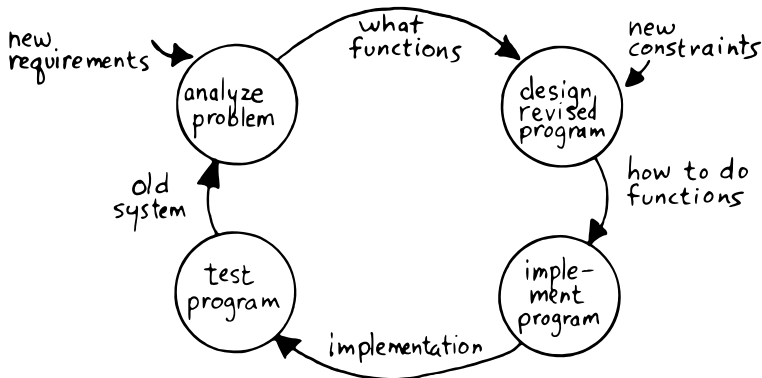 new
requirements
what
functions
new
constraints
analyze
problem
design
revised
program
how to do
functions
old
system
test
program
imple-
ment
program
implementation